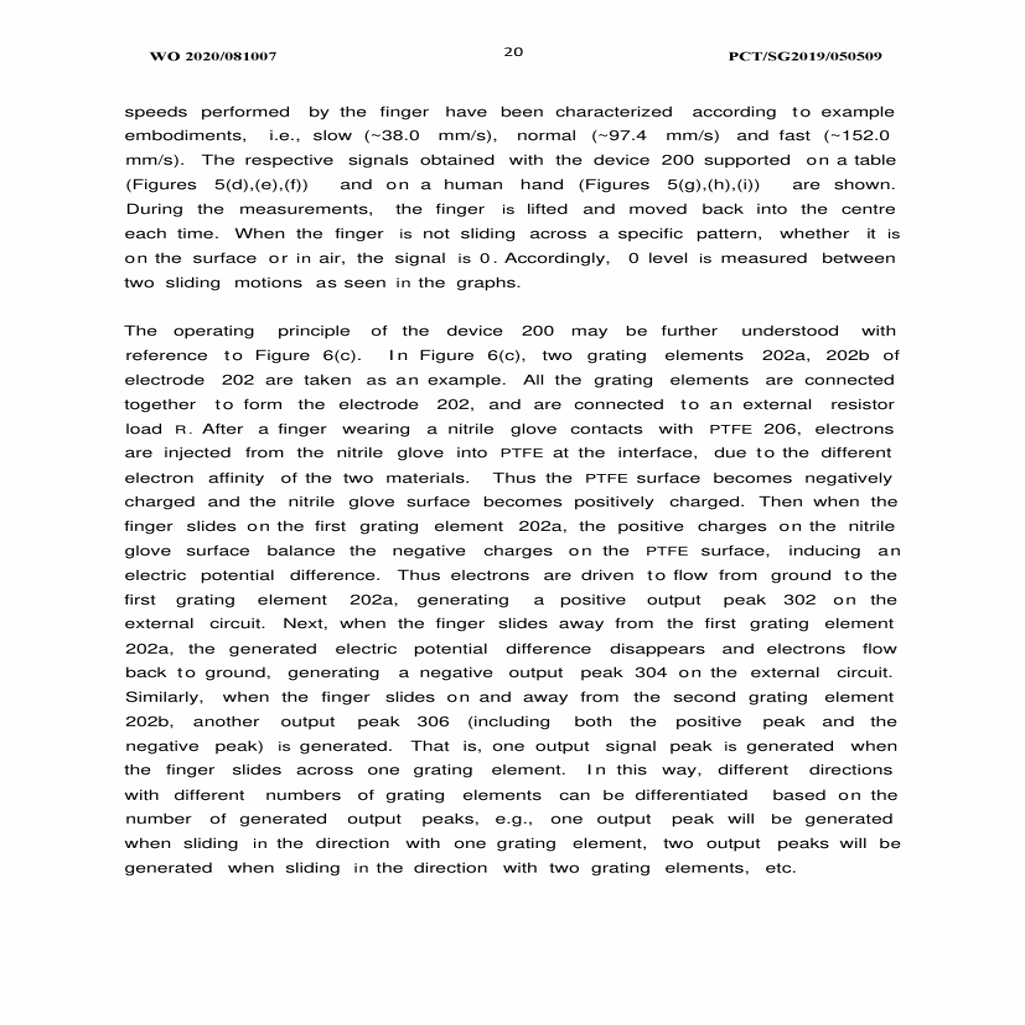 WO 2020/081007 20 PCT/SG2019/050509
speeds performed by the finger have been characterized according to example
embodiments, i.e., slow (~38.0 mm/s), normal (~97.4 mm/s) and fast (~152.0
mm/s). The respective signals obtained with the device 200 supported on a table
(Figures 5(d),(e),(f)) and on a human hand (Figures 5(g),(h),(i)) are shown.
During the measurements, the finger is lifted and moved back into the centre
each time. When the finger is not sliding across a specific pattern, whether it is
on the surface or in air, the signal is 0. Accordingly, 0 level is measured between
two sliding motions as seen in the graphs.
The operating principle of the device 200 may be further understood with
reference to Figure 6(c). In Figure 6(c), two grating elements 202a, 202b of
electrode 202 are taken as an example. All the grating elements are connected
together to form the electrode 202, and are connected to an external resistor
load R. After a finger wearing a nitrile glove contacts with PTFE 206, electrons
are injected from the nitrile glove into PTFE at the interface, due to the different
electron affinity of the two materials. Thus the PTFE surface becomes negatively
charged and the nitrile glove surface becomes positively charged. Then when the
finger slides on the first grating element 202a, the positive charges on the nitrile
glove surface balance the negative charges on the PTFE surface, inducing an
electric potential difference. Thus electrons are driven to flow from ground to the
first grating element 202a, generating a positive output peak 302 on the
external circuit. Next, when the finger slides away from the first grating element
202a, the generated electric potential difference disappears and electrons flow
back to ground, generating a negative output peak 304 on the external circuit.
Similarly, when the finger slides on and away from the second grating element
202b, another output peak 306 (including both the positive peak and the
negative peak) is generated. That is, one output signal peak is generated when
the finger slides across one grating element. In this way, different directions
with different numbers of grating elements can be differentiated based on the
number of generated output peaks, e.g., one output peak will be generated
when sliding in the direction with one grating element, two output peaks will be
generated when sliding in the direction with two grating elements, etc.